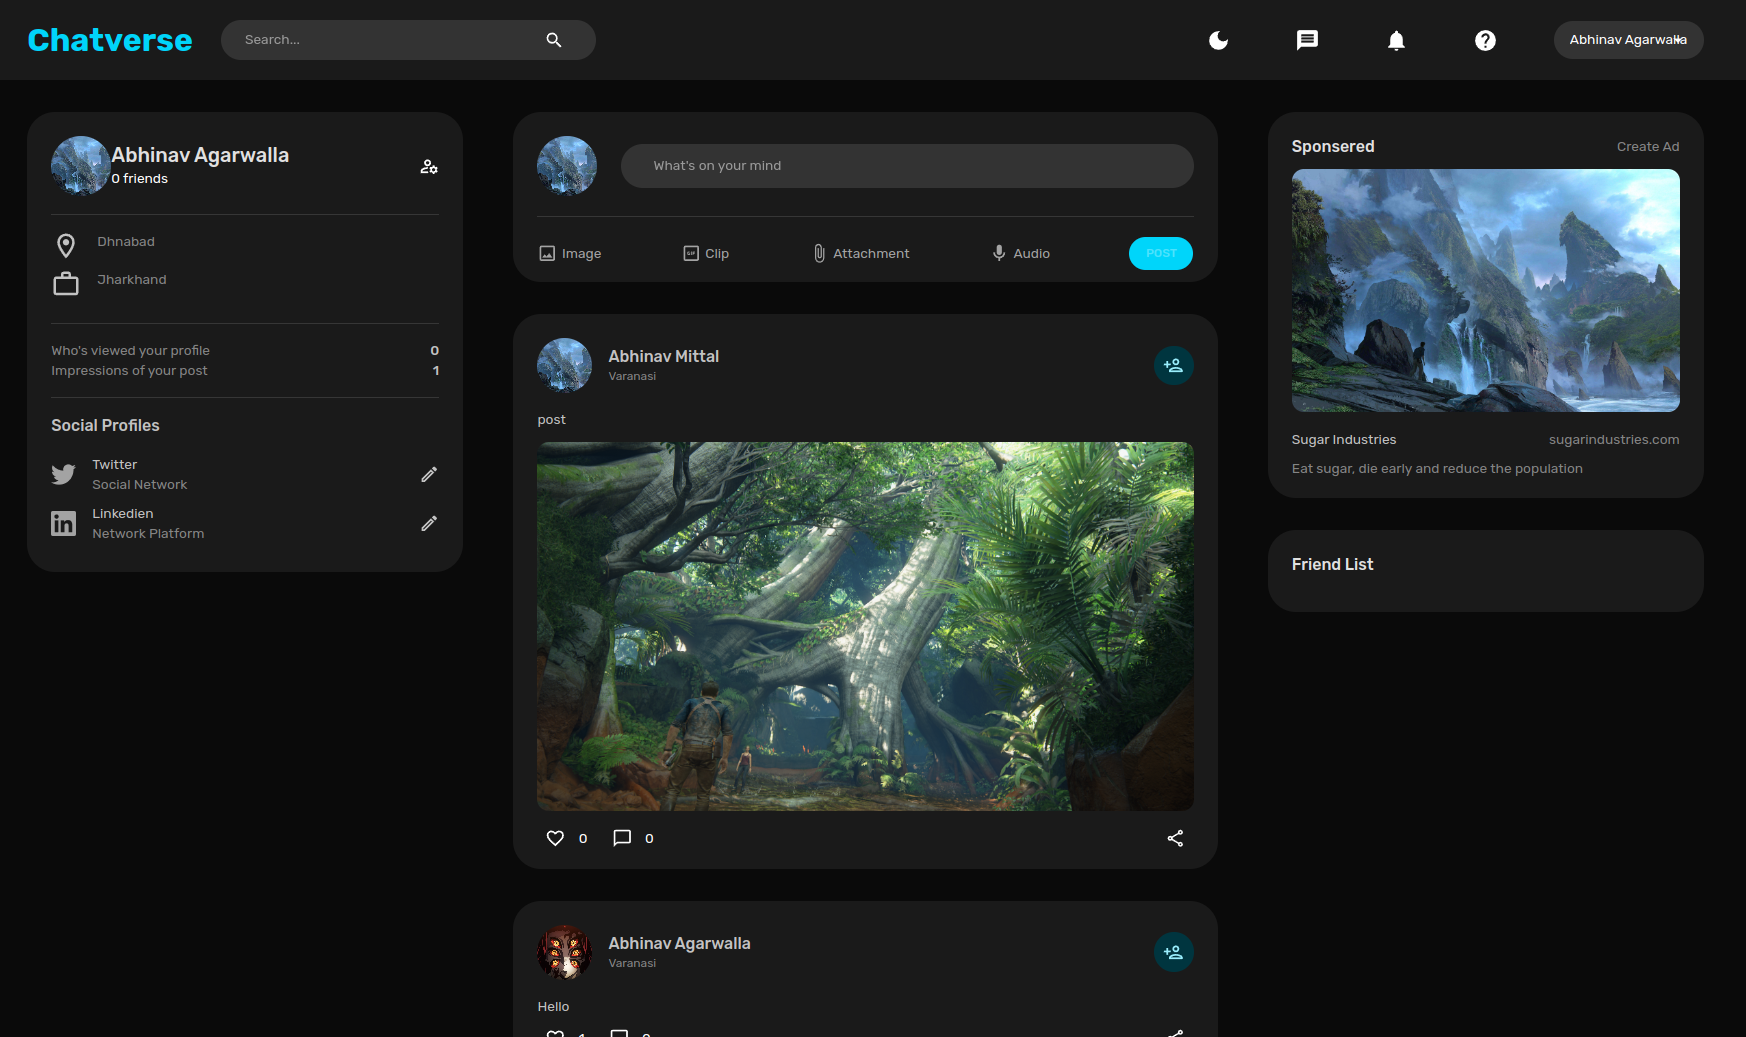 Chatverse
Search...
Abhinav Agarwalla
Abhinav Agarwalla
0 friends
Dhnabad
Jharkhand
Who's viewed your profile 0
Impressions of your post 1
Social Profiles
Twitter
Social Network
Linkedien
Network Platform
What's on your mind
Image Clip GIF Attachment Audio POST
Abhinav Mittal
Varanasi
post
0 0
Abhinav Agarwalla
Varanasi
Hello
Sponsored Create Ad
Sugar Industries sugarindustries.com
Eat sugar, die early and reduce the population
Friend List